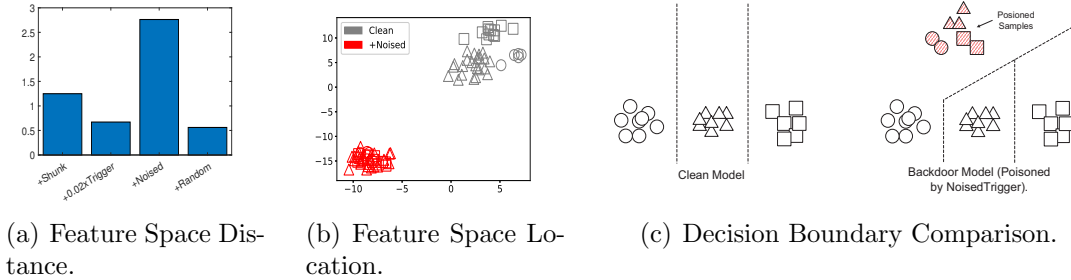 3
2.5
2
1.5
1
0.5
0
+Shunk
+0.02xTrigger
+Noised
+Random
(a) Feature Space Dis-
tance.
Clean
+Noised
10
5
0
−5
−10
−15
−10
−5
0
5
(b) Feature Space Lo-
cation.
Clean Model
Posioned
Samples
Backdoor Model (Poisoned
by NoisedTrigger).
(c) Decision Boundary Comparison.